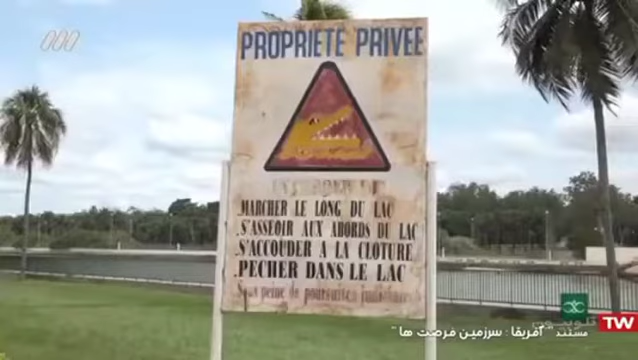 PROPRIETE PRIVEE
.MARCHER LE LONG DU LAC
.S'ASSEOIR AUX ABORDS DU LAC
.S'ACCOUDER A LA CLOTURE
.PECHER DANS LE LAC
Sous peine de poursuites judiciaires
مستند
"آفریقا : سرزمین فرصت ها"
TW